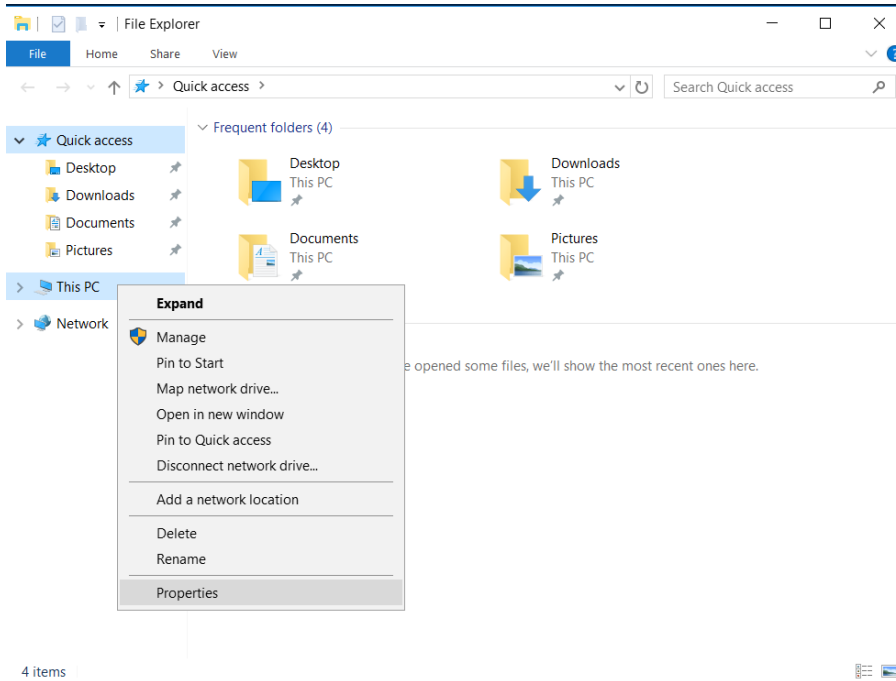 File Explorer
File Home Share View
Quick access
Search Quick access
Quick access
Desktop
Downloads
Documents
Pictures
This PC
Network
Frequent folders (4)
Desktop
This PC
Downloads
This PC
Documents
This PC
Pictures
This PC
Expand
Manage
Pin to Start
Map network drive...
Open in new window
Pin to Quick access
Disconnect network drive...
Add a network location
Delete
Rename
Properties
opened some files, we'll show the most recent ones here.
4 items